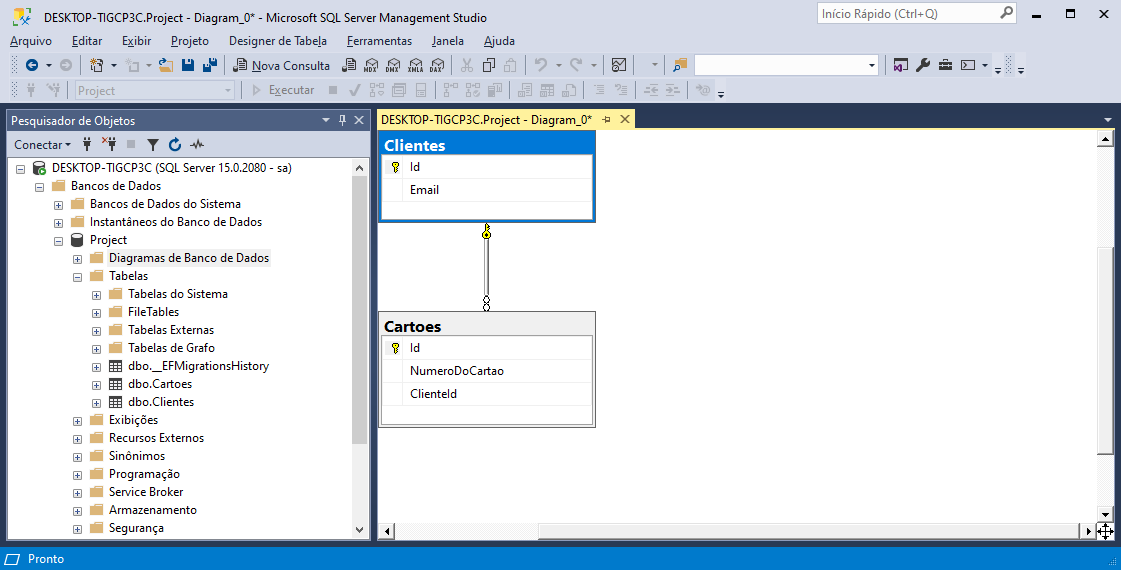 DESKTOP-TIGCP3C.Project - Diagram_0* - Microsoft SQL Server Management Studio
Início Rápido (Ctrl+Q)
Arquivo Editar Exibir Projeto Designer de Tabela Ferramentas Janela Ajuda
Nova Consulta MDX DMX XMLA DAX
Project Executar
Pesquisador de Objetos
DESKTOP-TIGCP3C.Project - Diagram_0*
Conectar
DESKTOP-TIGCP3C (SQL Server 15.0.2080 - sa)
Bancos de Dados
Bancos de Dados do Sistema
Instantâneos do Banco de Dados
Project
Diagramas de Banco de Dados
Tabelas
Tabelas do Sistema
FileTables
Tabelas Externas
Tabelas de Grafo
dbo.__EFMigrationsHistory
dbo.Cartoes
dbo.Clientes
Exibições
Recursos Externos
Sinônimos
Programação
Service Broker
Armazenamento
Segurança
Clientes
Id
Email
Cartoes
Id
NumeroDoCartao
ClienteId
Pronto